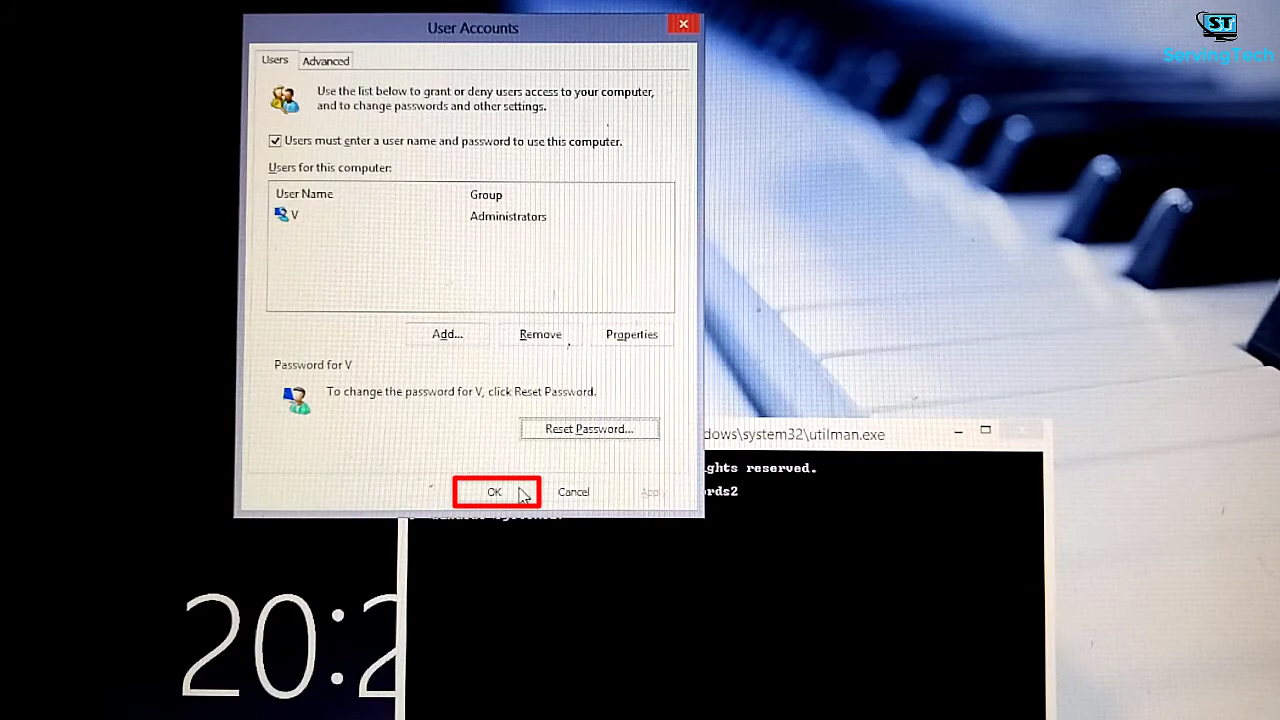 ST
ServingTech
User Accounts
Users
Advanced
Use the list below to grant or deny users access to your computer,
and to change passwords and other settings.
Users must enter a user name and password to use this computer.
Users for this computer:
User Name
Group
V
Administrators
Add...
Remove
Properties
Password for V
To change the password for V, click Reset Password.
Reset Password...
OK
Cancel
Apply
dows\system32\utilman.exe
ights reserved.
rds2
20:2